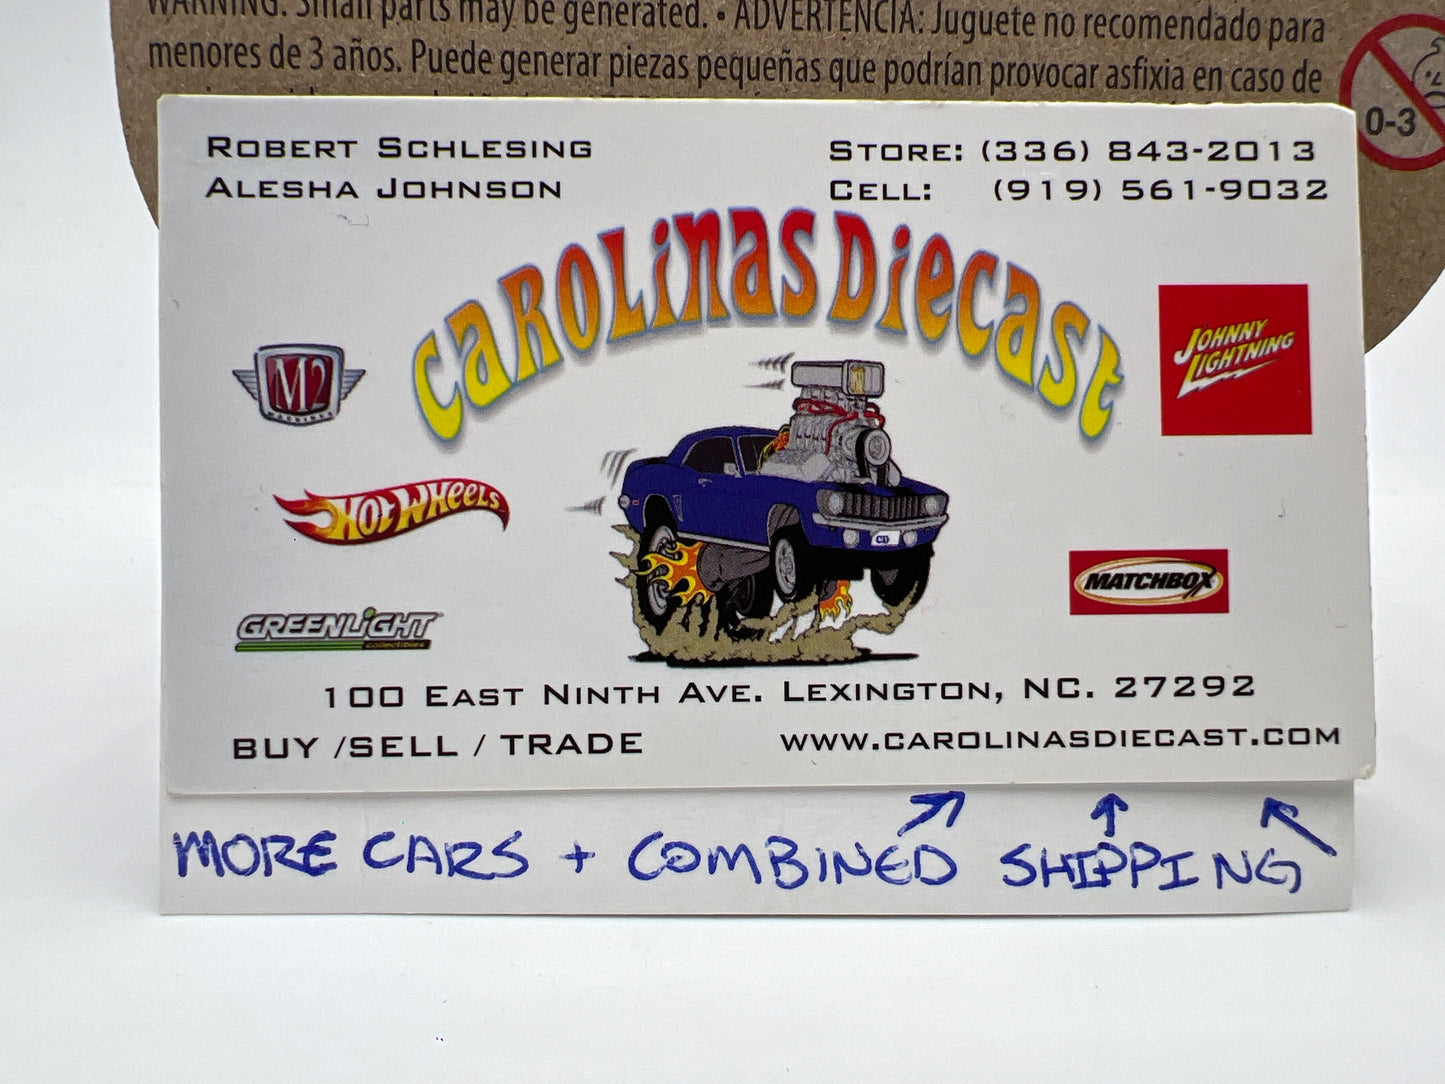 WARNING: Small parts may be generated. • ADVERTENCIA: Juguete no recomendado para
menores de 3 años. Puede generar piezas pequeñas que podrían provocar asfixia en caso de
0-3
ROBERT SCHLESING
ALESHA JOHNSON
STORE: (336) 843-2013
CELL: (919) 561-9032
CAROLINAS DIECAST
M2
MACHINES
JOHNNY
LIGHTNING
HOT WHEELS
MATCHBOX
GREENLIGHT
collectibles
CD
100 EAST NINTH AVE. LEXINGTON, NC. 27292
BUY /SELL / TRADE
WWW.CAROLINASDIECAST.COM
MORE CARS + COMBINED SHIPPING